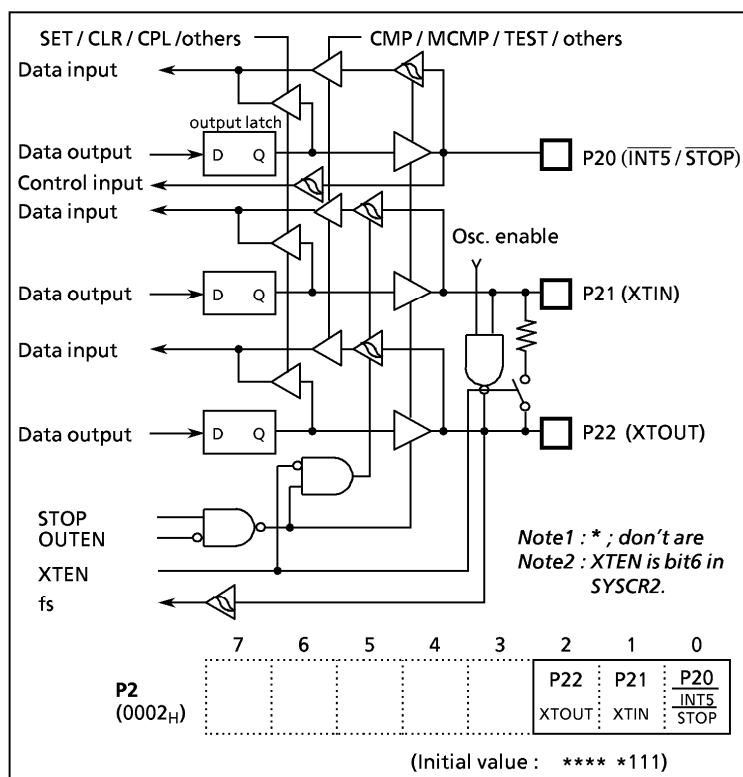 SET / CLR / CPL /others
CMP / MCMP / TEST / others
Data input
output latch
Data output
D Q
P20 (INT5 / STOP)
Control input
Data input
Osc. enable
Data output
D Q
P21 (XTIN)
Data input
Data output
D Q
P22 (XTOUT)
STOP
OUTEN
XTEN
fs
Note1 : * ; don't are
Note2 : XTEN is bit6 in
SYSCR2.
7 6 5 4 3 2 1 0
P2
(0002H)
P22 P21 P20
XTOUT XTIN INT5
STOP
(Initial value : **** *111)